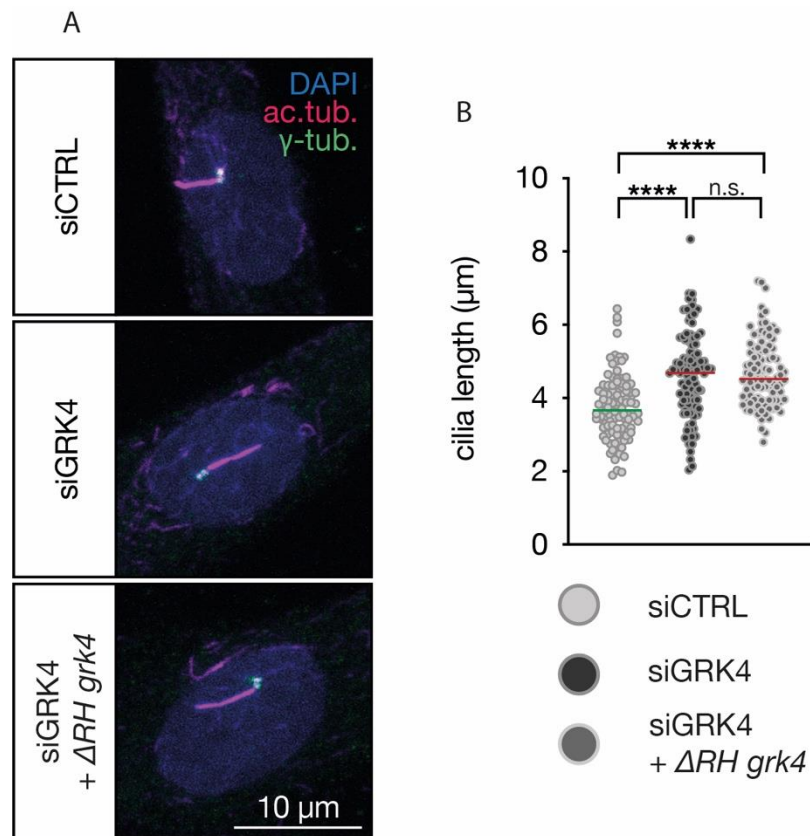 A
siCTRL
DAPI
ac.tub.
γ-tub.
siGRK4
siGRK4
+ ΔRH grk4
10 µm
B
****
****
n.s.
cilia length (µm)
10
8
6
4
2
0
siCTRL
siGRK4
siGRK4
+ ΔRH grk4